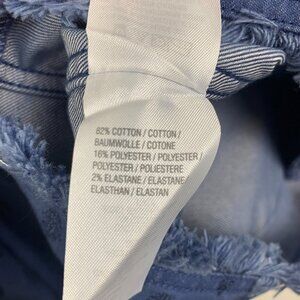 82% COTTON / COTTON /
BAUMWOLLE / COTONE
16% POLYESTER / POLYESTER /
POLYESTER / POLIESTERE
2% ELASTANE / ELASTANE
ELASTHAN / ELASTAN